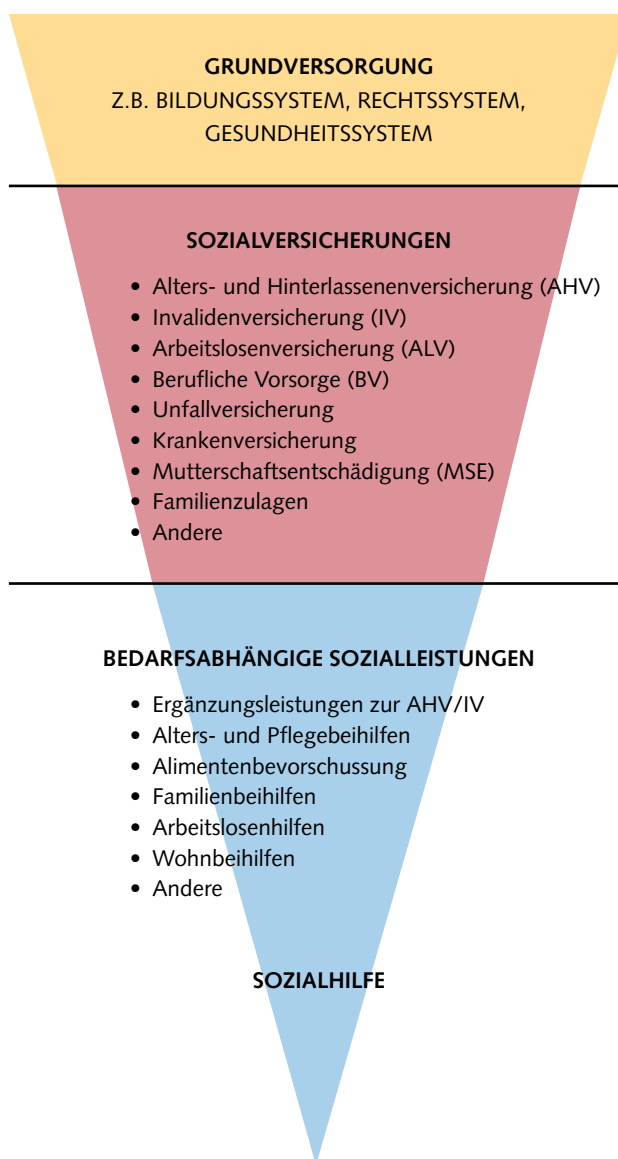 GRUNDVERSORGUNG
Z.B. BILDUNGSSYSTEM, RECHTSSYSTEM,
GESUNDHEITSSYSTEM
SOZIALVERSICHERUNGEN
• Alters- und Hinterlassenenversicherung (AHV)
• Invalidenversicherung (IV)
• Arbeitslosenversicherung (ALV)
• Berufliche Vorsorge (BV)
• Unfallversicherung
• Krankenversicherung
• Mutterschaftsentschädigung (MSE)
• Familienzulagen
• Andere
BEDARFSABHÄNGIGE SOZIALLEISTUNGEN
• Ergänzungsleistungen zur AHV/IV
• Alters- und Pflegebeihilfen
• Alimentenbevorschussung
• Familienbeihilfen
• Arbeitslosenhilfen
• Wohnbeihilfen
• Andere
SOZIALHILFE